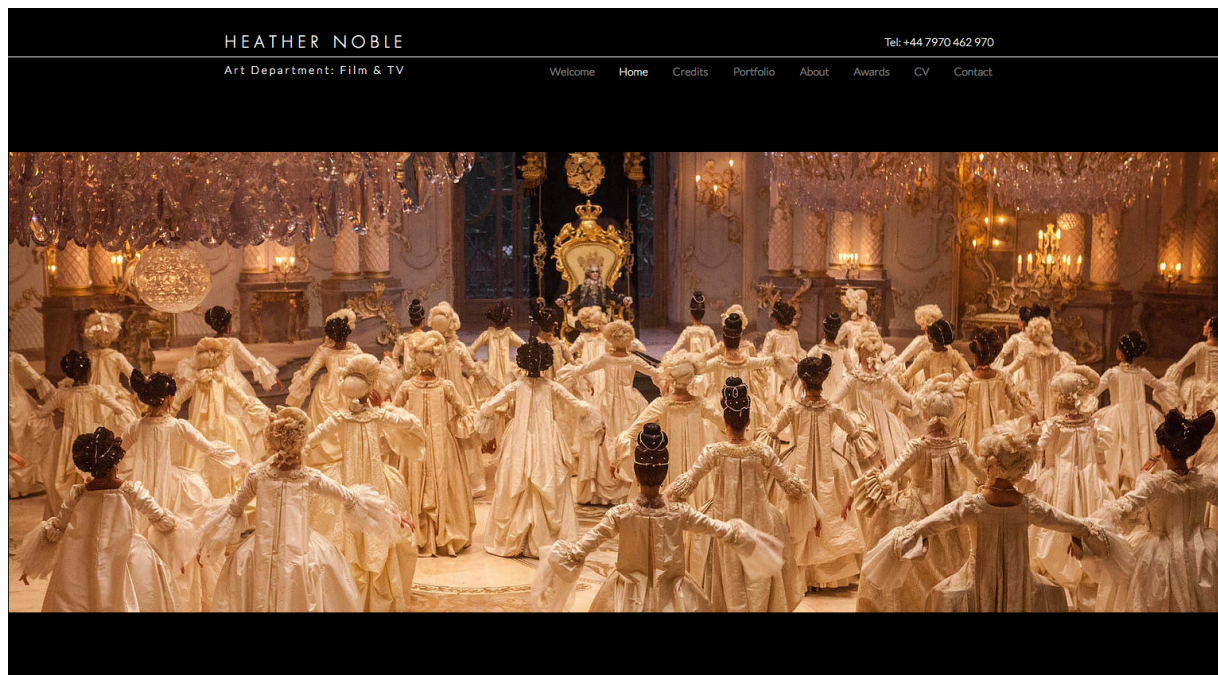 HEATHER NOBLE
Tel: +44 7970 462 970
Art Department: Film & TV
Welcome Home Credits Portfolio About Awards CV Contact